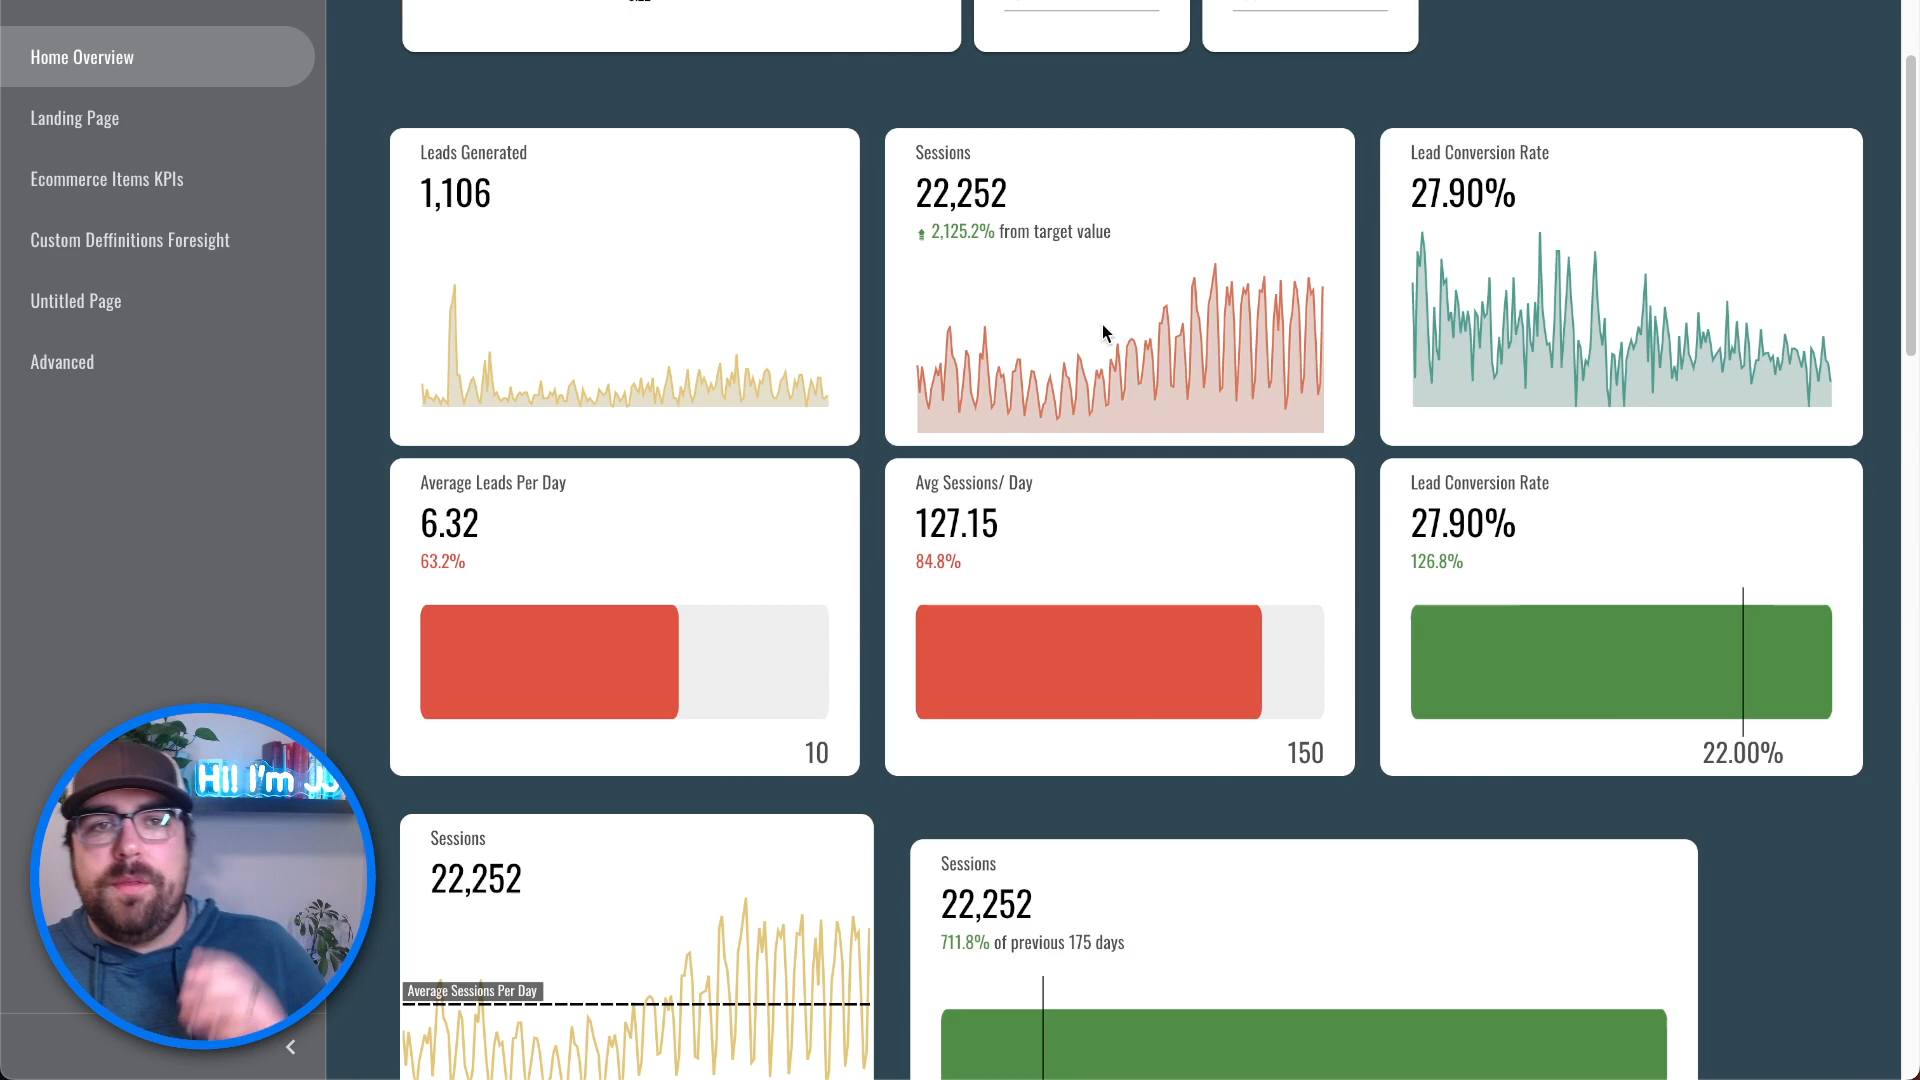 Home Overview
Landing Page
Ecommerce Items KPIs
Custom Deffinitions Foresight
Untitled Page
Advanced
Leads Generated
1,106
Sessions
22,252
2,125.2% from target value
Lead Conversion Rate
27.90%
Average Leads Per Day
6.32
63.2%
10
Avg Sessions/ Day
127.15
84.8%
150
Lead Conversion Rate
27.90%
126.8%
22.00%
Sessions
22,252
Average Sessions Per Day
Sessions
22,252
711.8% of previous 175 days
Hi! I'm